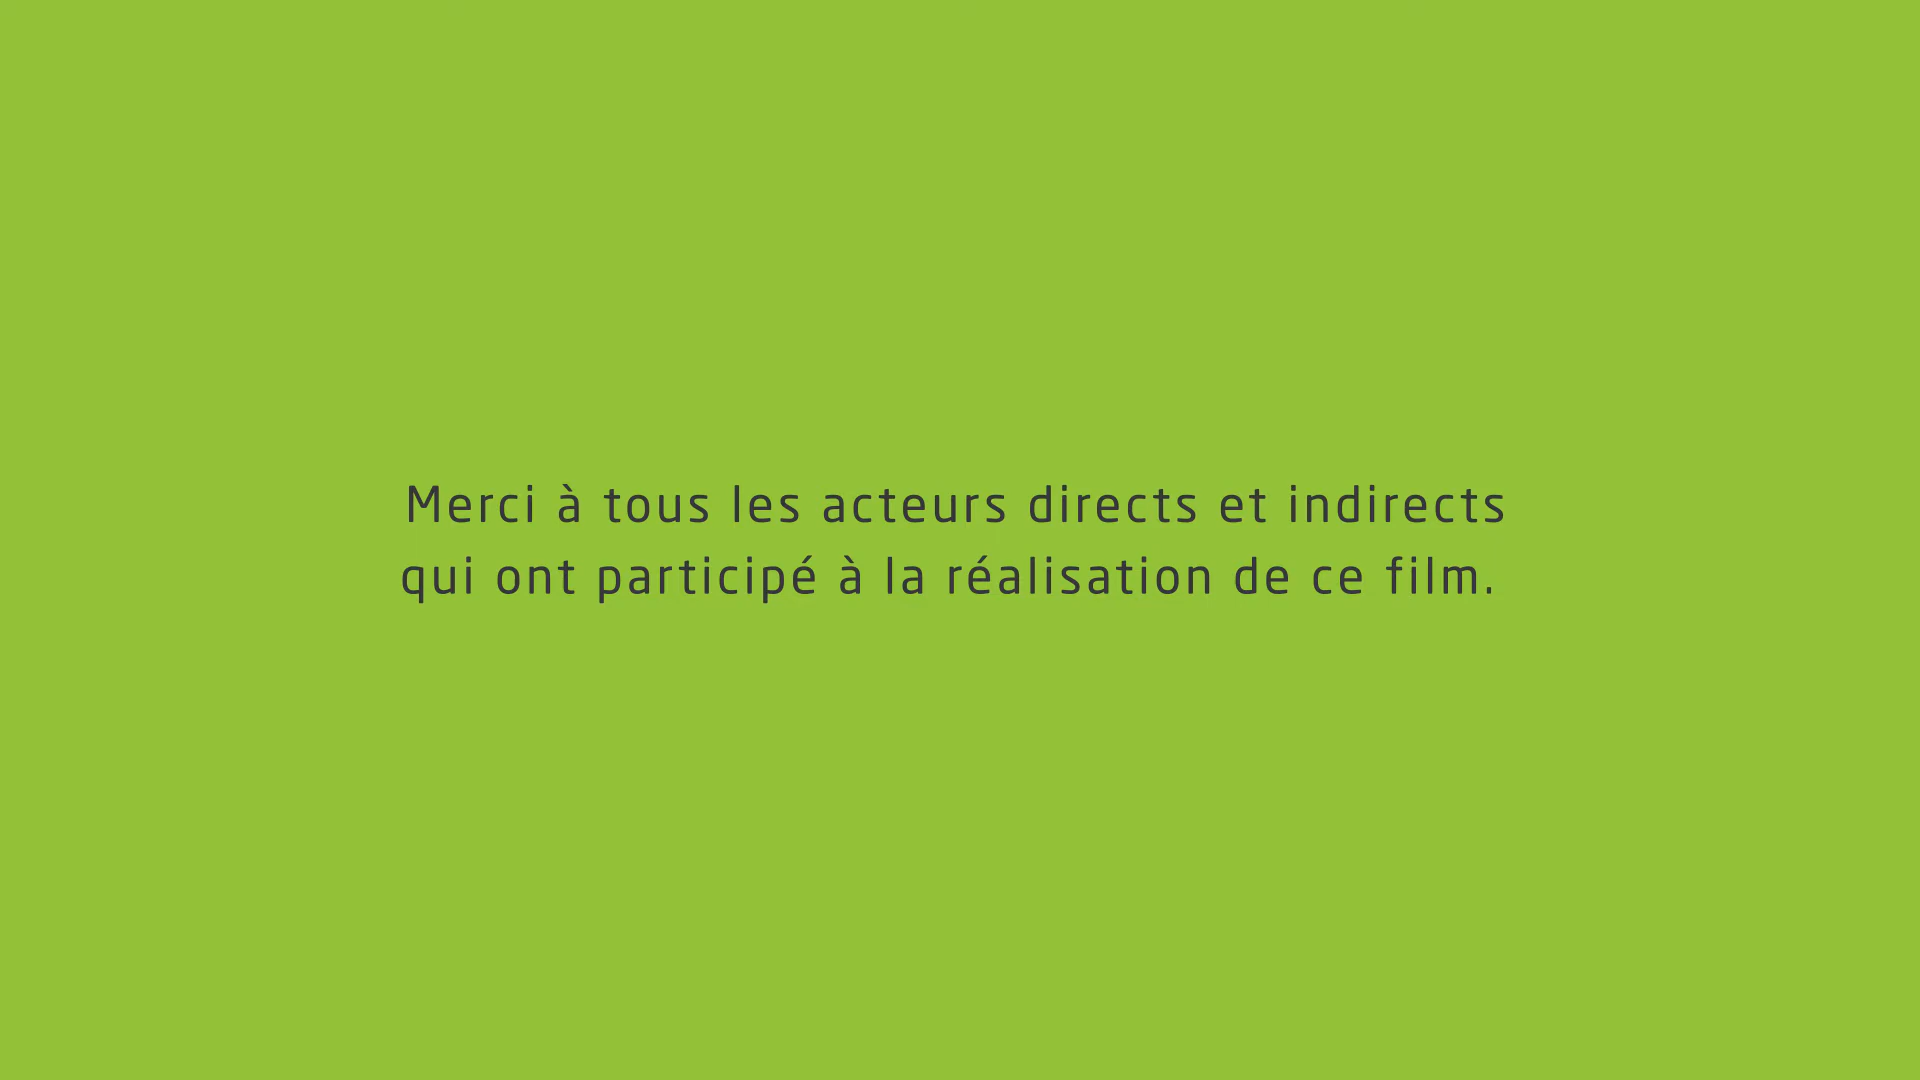 Merci à tous les acteurs directs et indirects
qui ont participé à la réalisation de ce film.